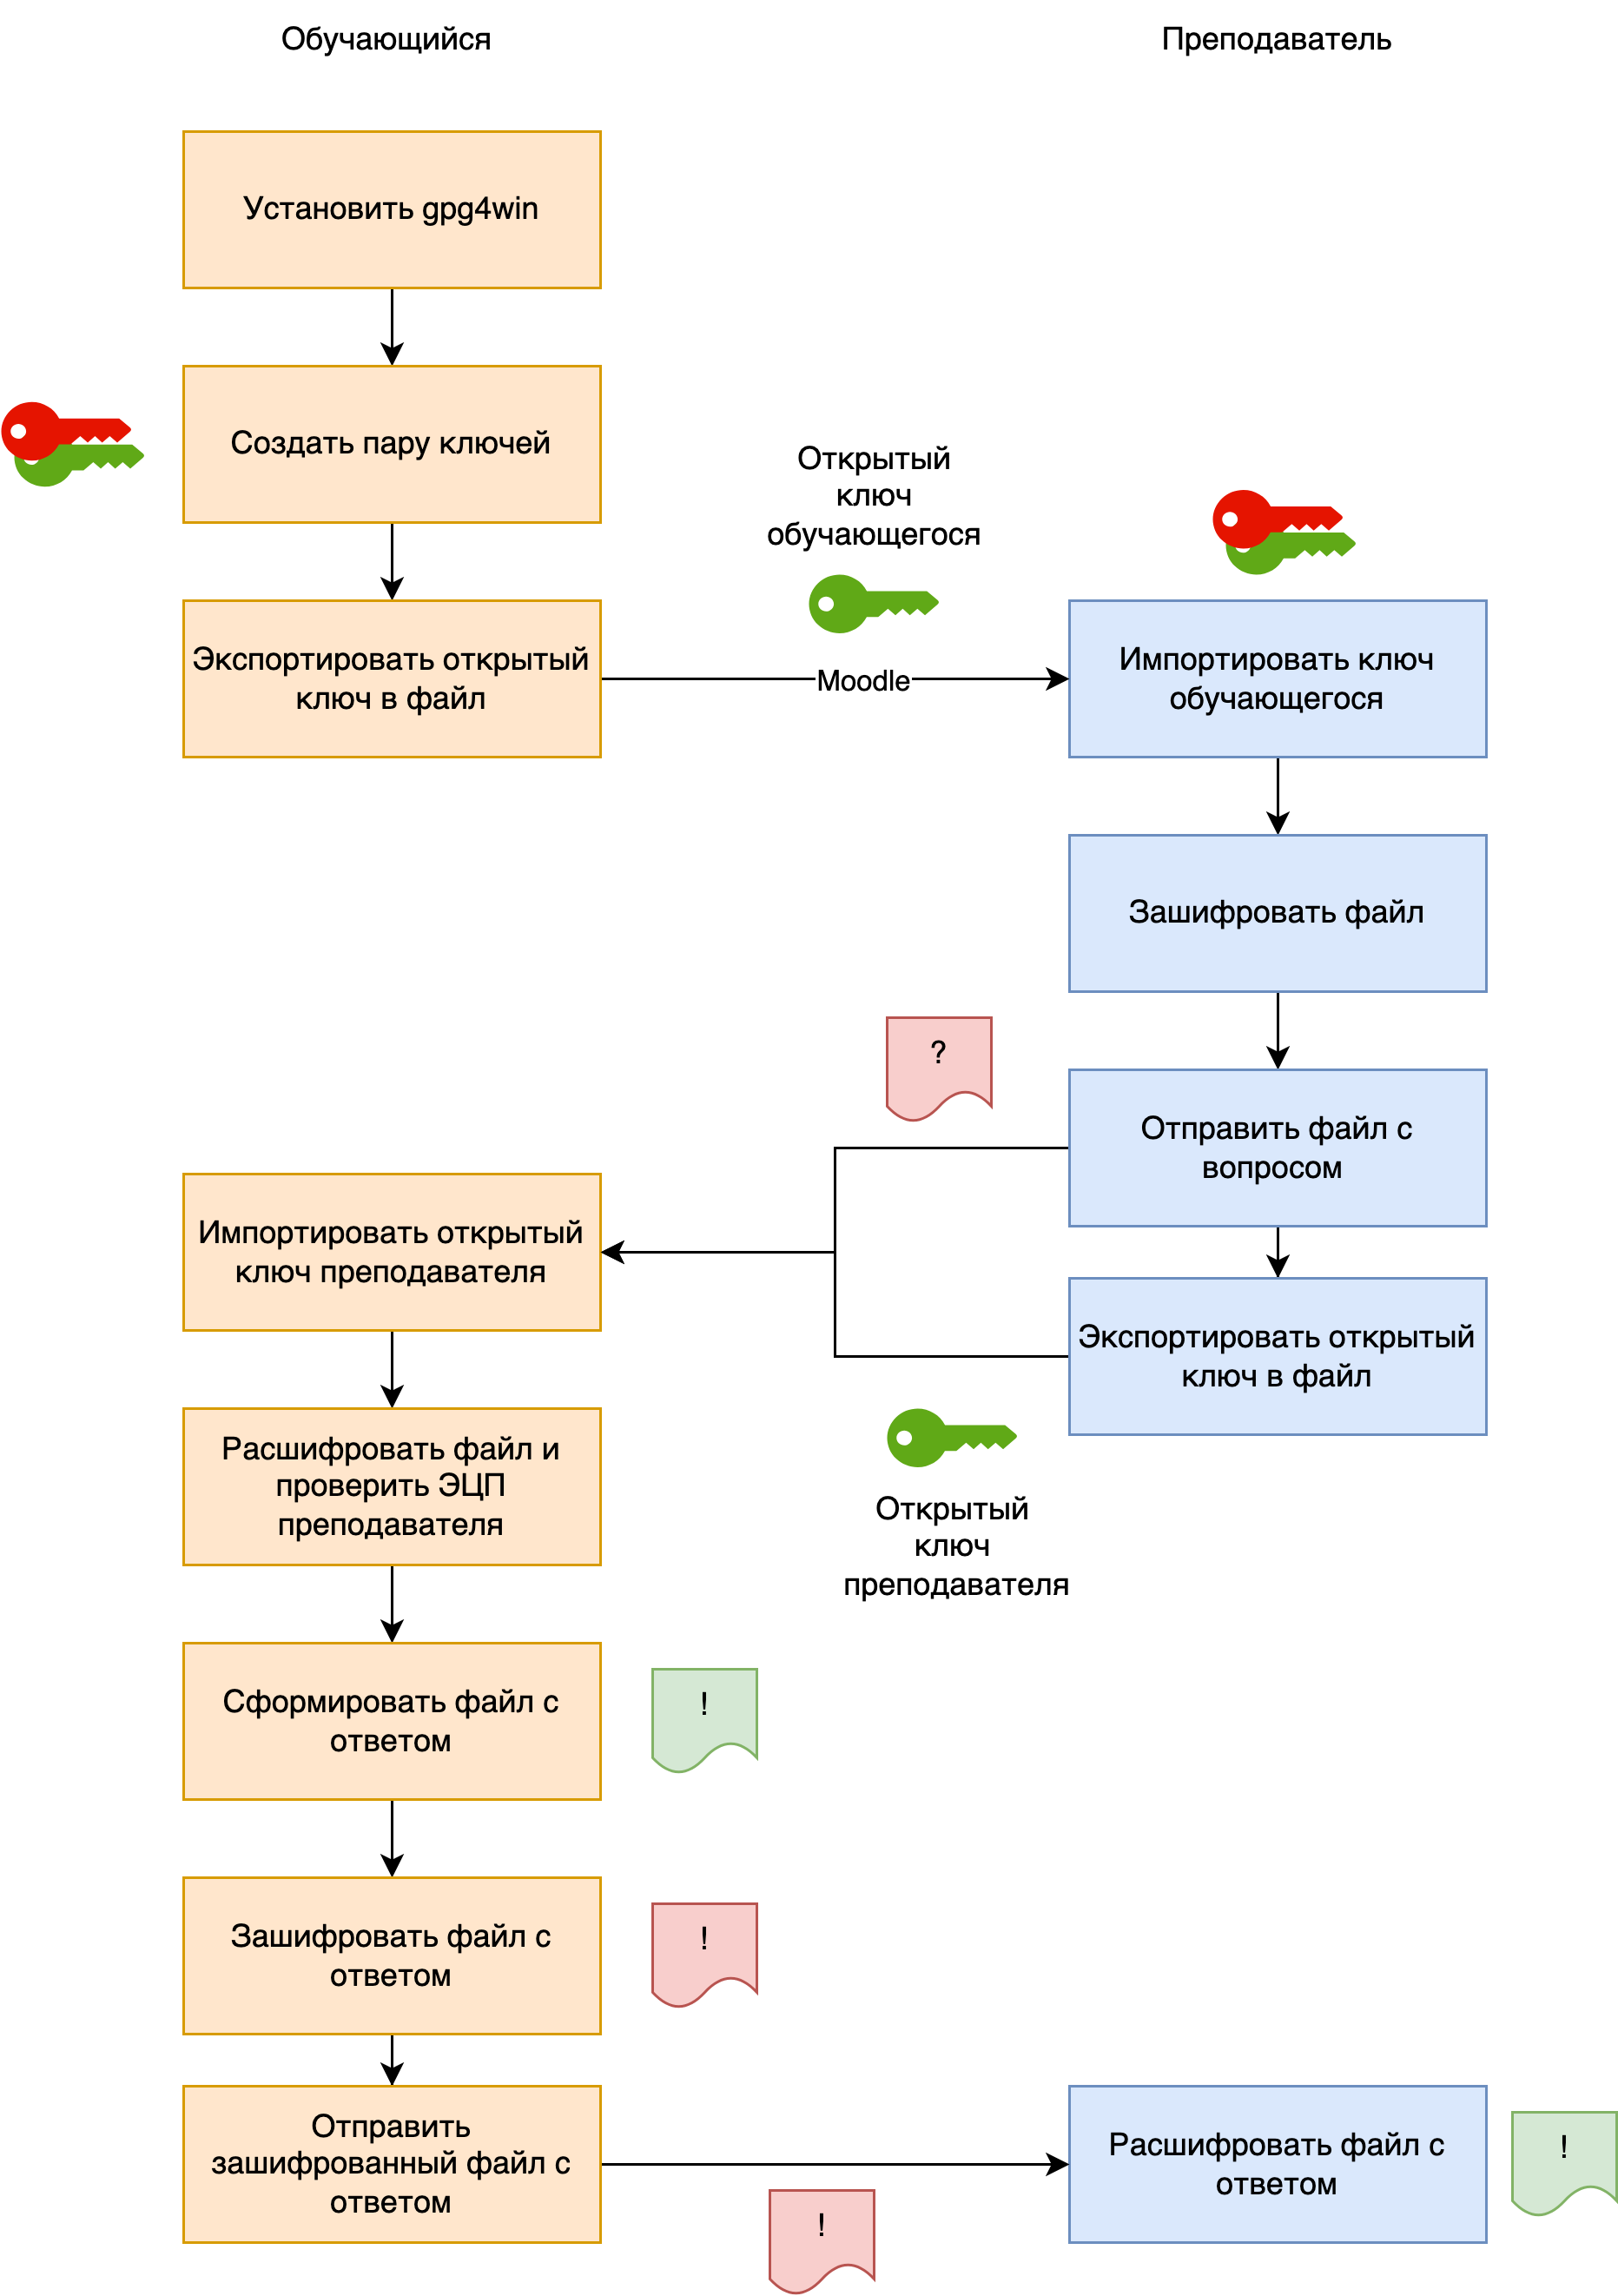 Обучающийся
Преподаватель
Установить gpg4win
Создать пару ключей
Открытый
ключ
обучающегося
Экспортировать открытый
ключ в файл
Moodle
Импортировать ключ
обучающегося
Зашифровать файл
?
Отправить файл с
вопросом
Импортировать открытый
ключ преподавателя
Экспортировать открытый
ключ в файл
Расшифровать файл и
проверить ЭЦП
преподавателя
Открытый
ключ
преподавателя
Сформировать файл с
ответом
!
Зашифровать файл с
ответом
!
Отправить
зашифрованный файл с
ответом
!
Расшифровать файл с
ответом
!